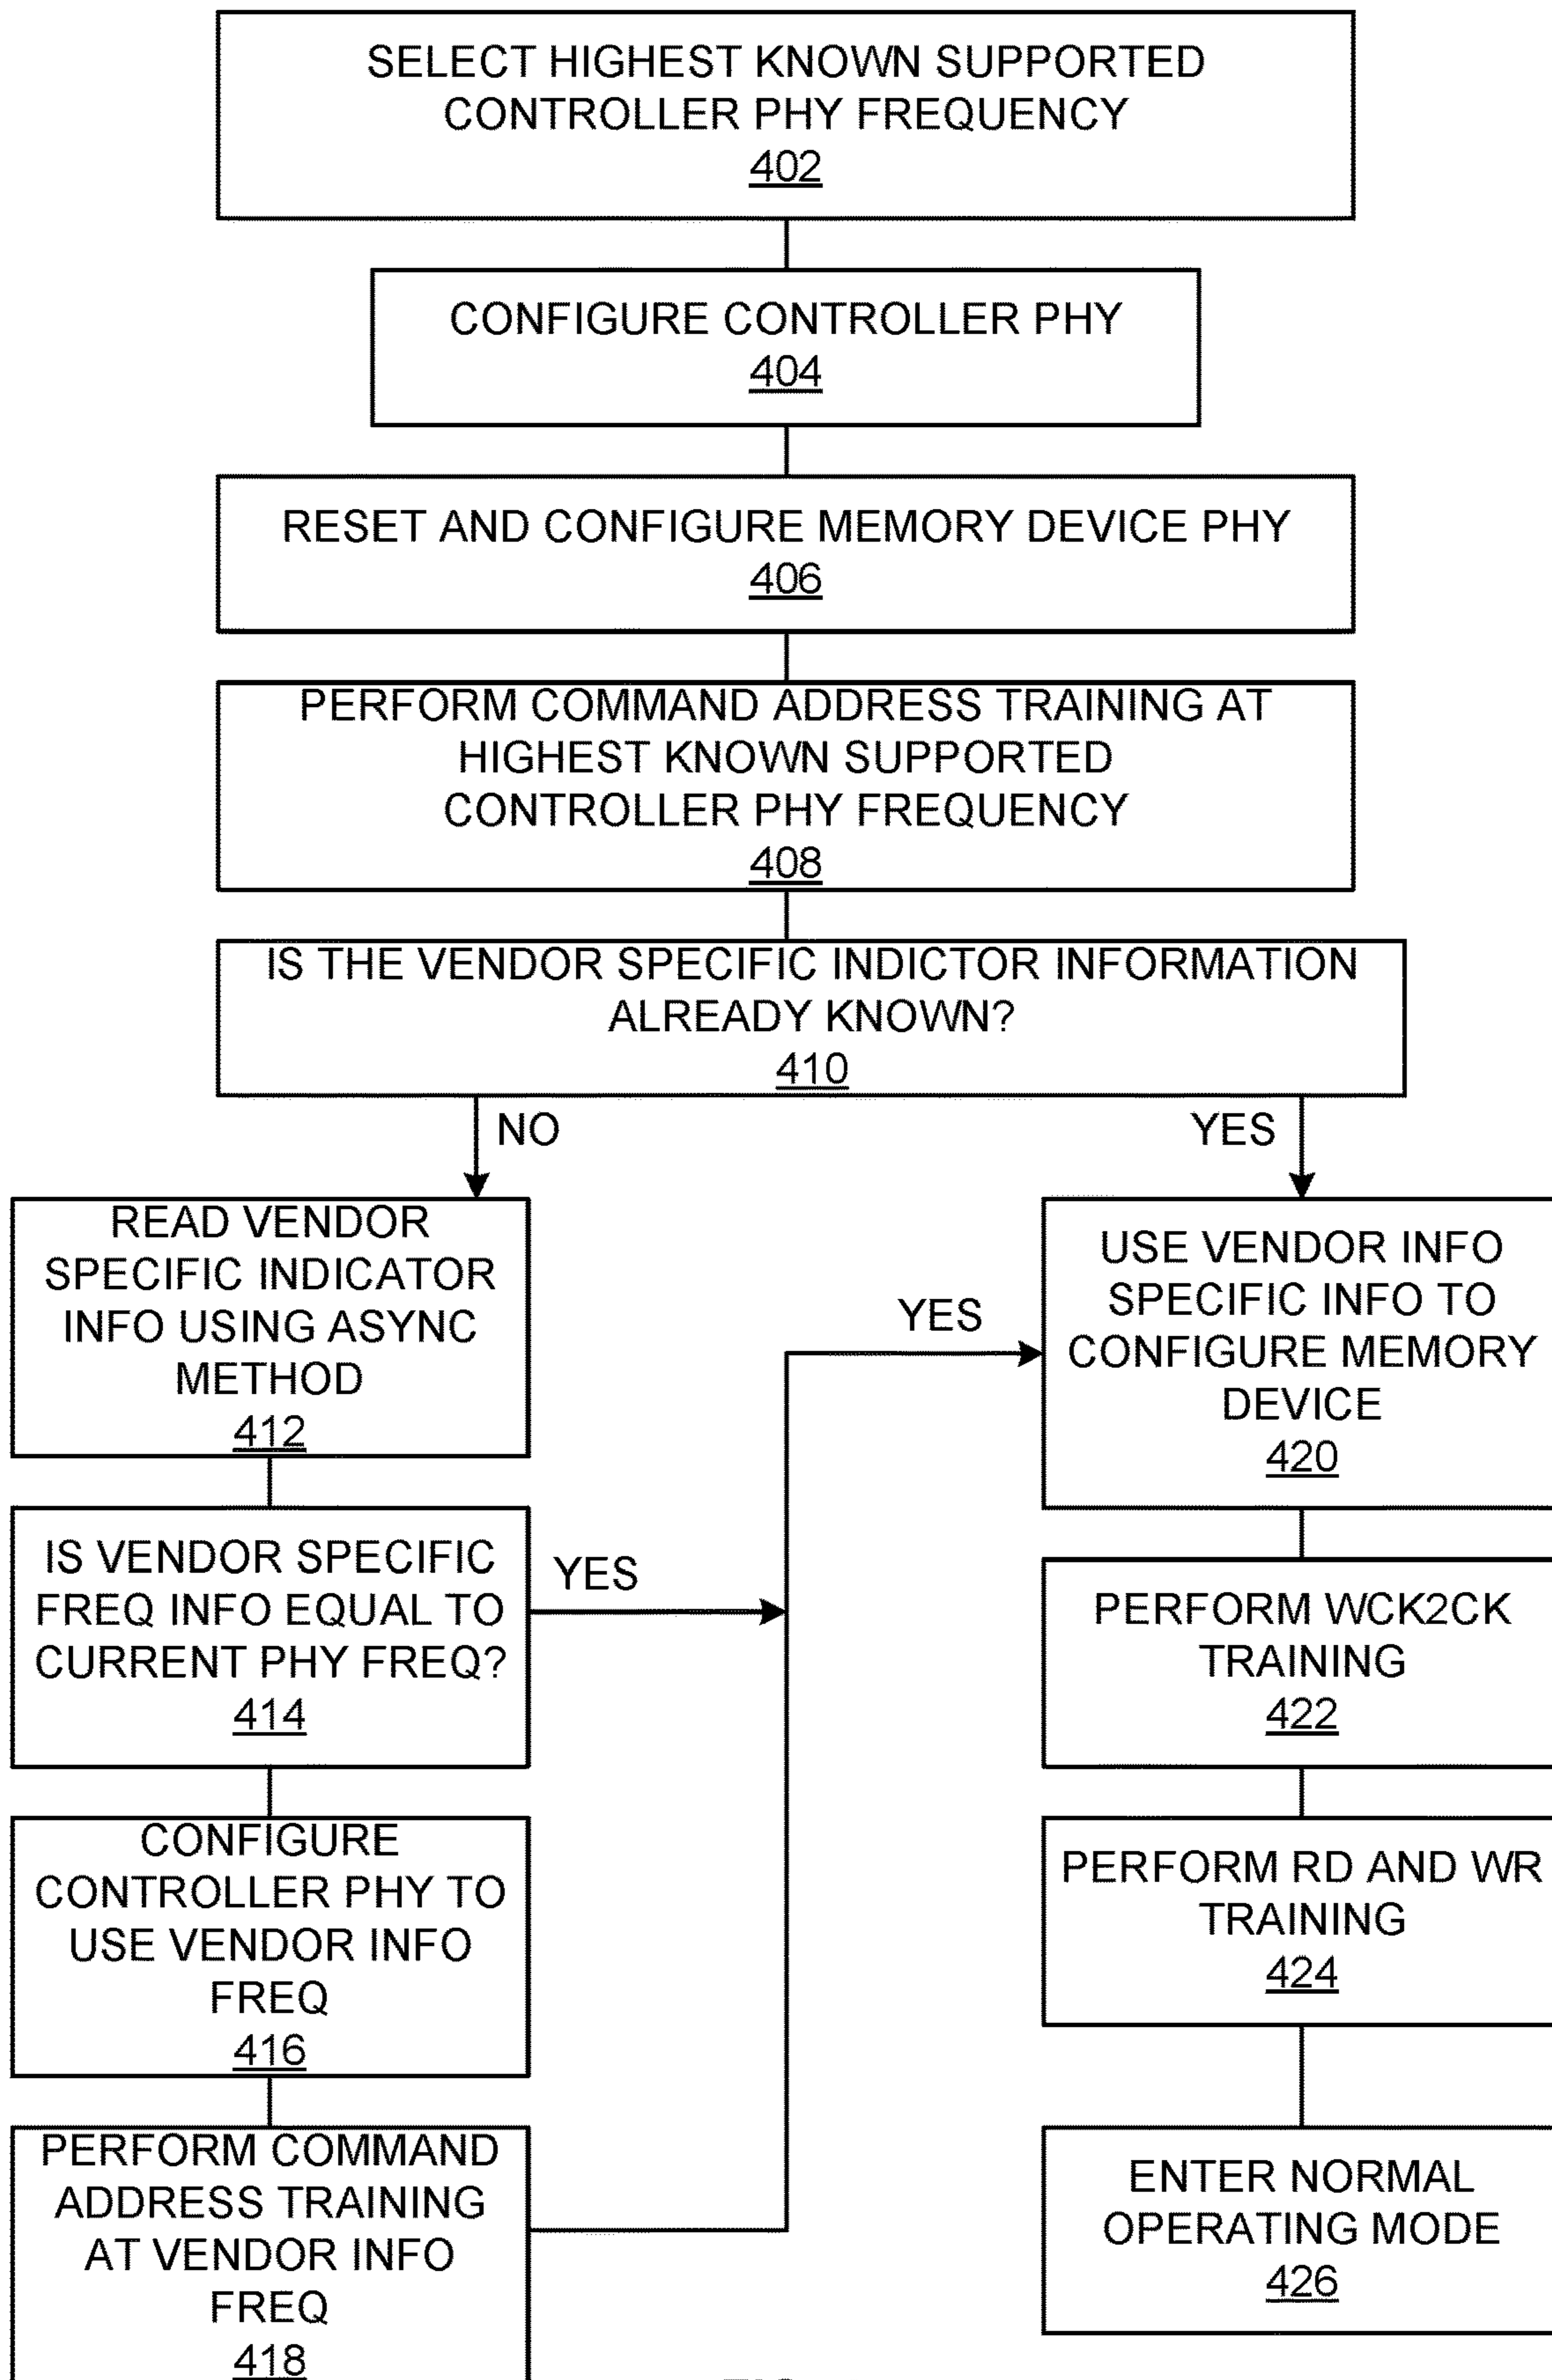 SELECT HIGHEST KNOWN SUPPORTED
CONTROLLER PHY FREQUENCY
402
CONFIGURE CONTROLLER PHY
404
RESET AND CONFIGURE MEMORY DEVICE PHY
406
PERFORM COMMAND ADDRESS TRAINING AT
HIGHEST KNOWN SUPPORTED
CONTROLLER PHY FREQUENCY
408
IS THE VENDOR SPECIFIC INDICTOR INFORMATION
ALREADY KNOWN?
410
NO
YES
READ VENDOR
SPECIFIC INDICATOR
INFO USING ASYNC
METHOD
412
IS VENDOR SPECIFIC
FREQ INFO EQUAL TO
CURRENT PHY FREQ?
414
YES
CONFIGURE
CONTROLLER PHY TO
USE VENDOR INFO
FREQ
416
PERFORM COMMAND
ADDRESS TRAINING
AT VENDOR INFO
FREQ
418
YES
USE VENDOR INFO
SPECIFIC INFO TO
CONFIGURE MEMORY
DEVICE
420
PERFORM WCK2CK
TRAINING
422
PERFORM RD AND WR
TRAINING
424
ENTER NORMAL
OPERATING MODE
426